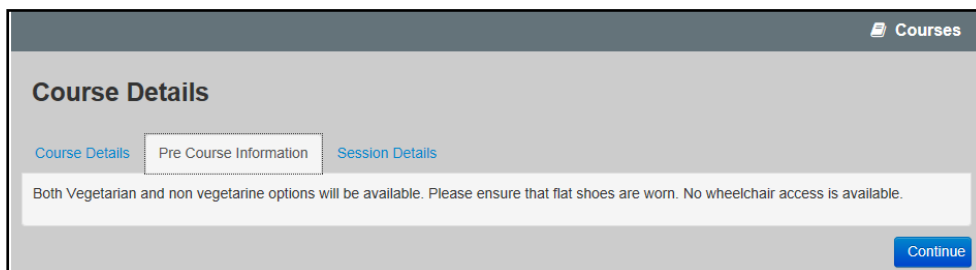 Courses
Course Details
Course Details Pre Course Information Session Details
Both Vegetarian and non vegetarine options will be available. Please ensure that flat shoes are worn. No wheelchair access is available.
Continue